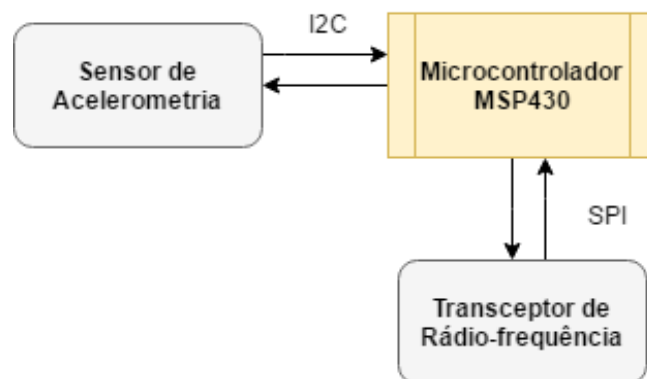 I2C
Sensor de
Acelerometria
Microcontrolador
MSP430
SPI
Transceptor de
Rádio-frequência